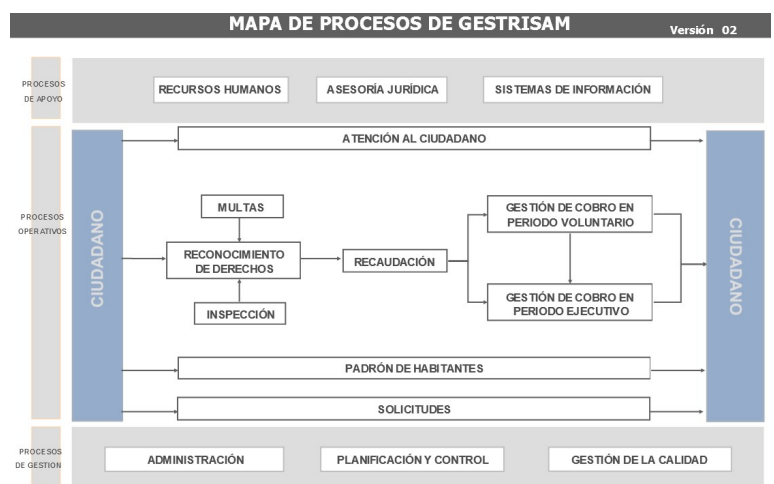 MAPA DE PROCESOS DE GESTRISAM
Versión 02
PROCESOS
DE APOYO
RECURSOS HUMANOS
ASESORÍA JURÍDICA
SISTEMAS DE INFORMACIÓN
PROCESOS
OPERATIVOS
CIUDADANO
ATENCIÓN AL CIUDADANO
MULTAS
RECONOCIMIENTO
DE DERECHOS
INSPECCIÓN
RECAUDACIÓN
GESTIÓN DE COBRO EN
PERIODO VOLUNTARIO
GESTIÓN DE COBRO EN
PERIODO EJECUTIVO
PADRÓN DE HABITANTES
SOLICITUDES
CIUDADANO
PROCESOS
DE GESTION
ADMINISTRACIÓN
PLANIFICACIÓN Y CONTROL
GESTIÓN DE LA CALIDAD